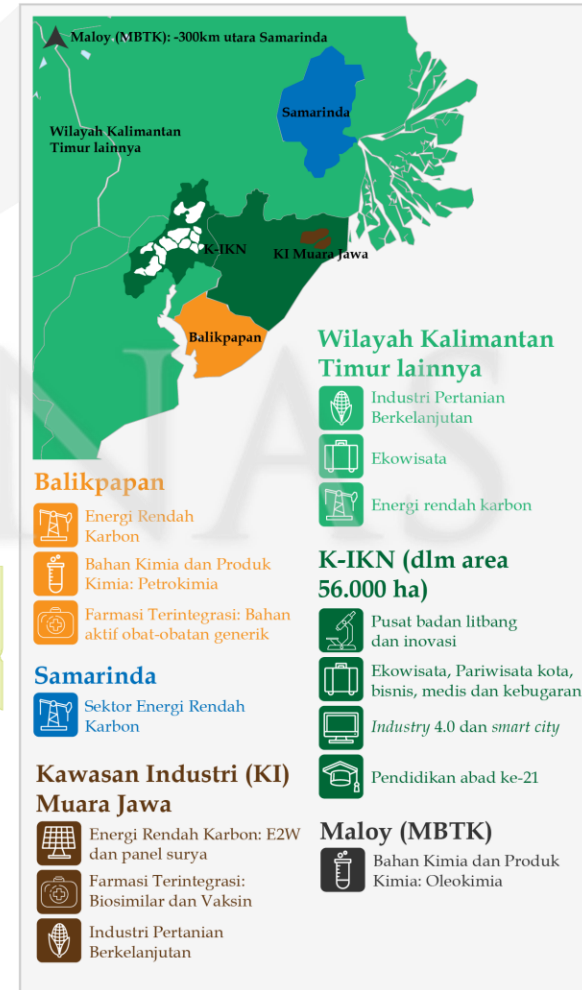 Maloy (MBTK): -300km utara Samarinda
Samarinda
Wilayah Kalimantan
Timur lainnya
K-IKN
KI Muara Jawa
Balikpapan
Balikpapan
Energi Rendah
Karbon
Bahan Kimia dan Produk
Kimia: Petrokimia
Farmasi Terintegrasi: Bahan
aktif obat-obatan generik
Samarinda
Sektor Energi Rendah
Karbon
Kawasan Industri (KI)
Muara Jawa
Energi Rendah Karbon: E2W
dan panel surya
Farmasi Terintegrasi:
Biosimilar dan Vaksin
Industri Pertanian
Berkelanjutan
Wilayah Kalimantan
Timur lainnya
Industri Pertanian
Berkelanjutan
Ekowisata
Energi rendah karbon
K-IKN (dlm area
56.000 ha)
Pusat badan litbang
dan inovasi
Ekowisata, Pariwisata kota,
bisnis, medis dan kebugaran
Industry 4.0 dan smart city
Pendidikan abad ke-21
Maloy (MBTK)
Bahan Kimia dan Produk
Kimia: Oleokimia
NAS